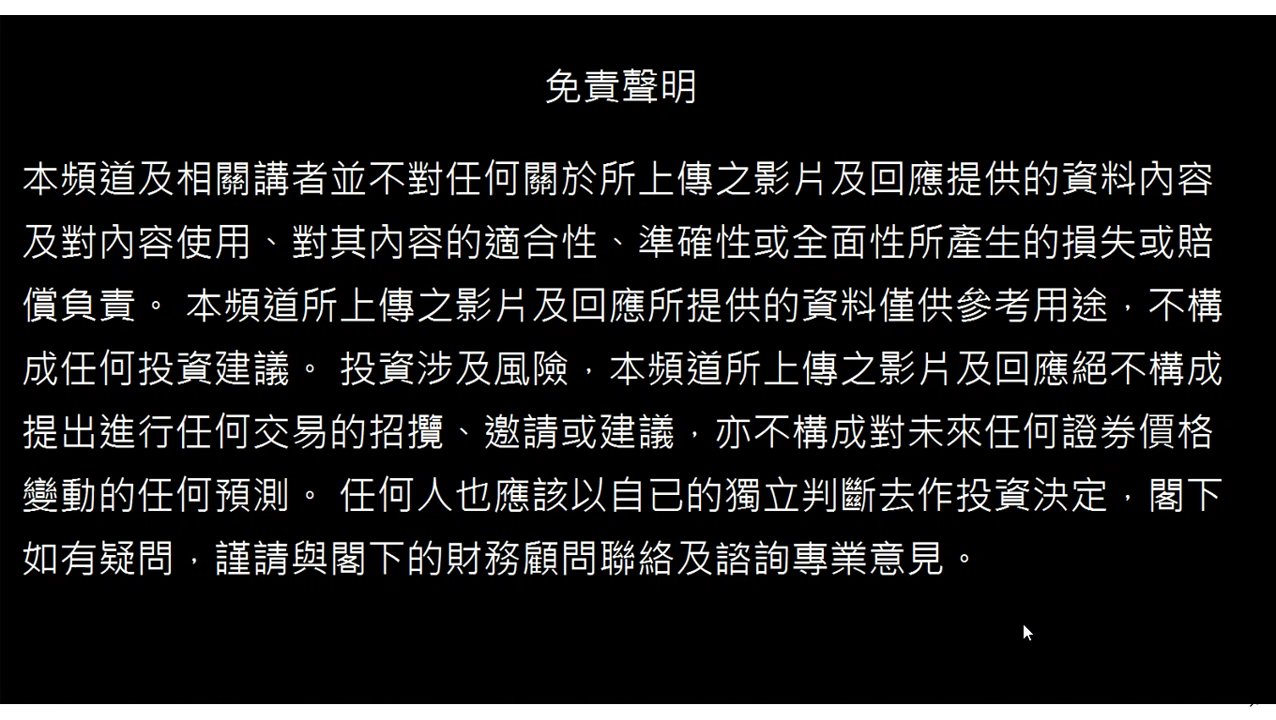 免責聲明
本頻道及相關講者並不對任何關於所上傳之影片及回應提供的資料內容
及對內容使用、對其內容的適合性、準確性或全面性所產生的損失或賠
償負責。 本頻道所上傳之影片及回應所提供的資料僅供參考用途，不構
成任何投資建議。 投資涉及風險，本頻道所上傳之影片及回應絕不構成
提出進行任何交易的招攬、邀請或建議，亦不構成對未來任何證券價格
變動的任何預測。 任何人也應該以自已的獨立判斷去作投資決定，閣下
如有疑問，謹請與閣下的財務顧問聯絡及諮詢專業意見。